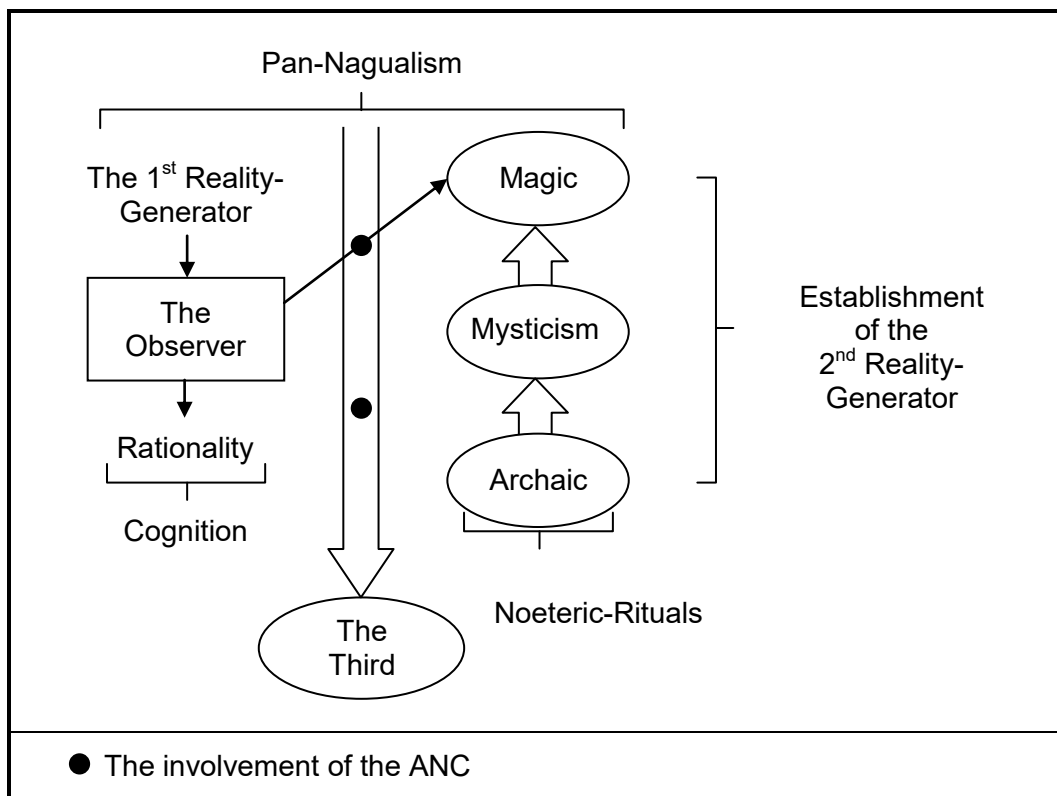 Pan-Nagualism
The 1st Reality-
Generator
The
Observer
Rationality
Cognition
Magic
Mysticism
Archaic
Noeteric-Rituals
Establishment
of the
2nd Reality-
Generator
The
Third
● The involvement of the ANC